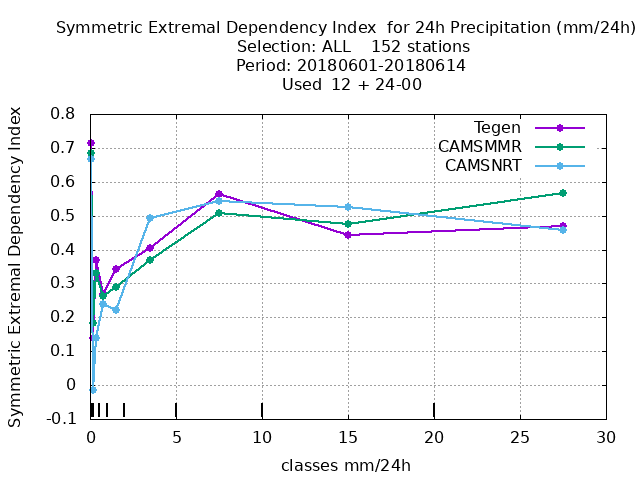 Symmetric Extremal Dependency Index  for 24h Precipitation (mm/24h)
Selection: ALL    152 stations
Period: 20180601-20180614
Used  12 + 24-00
Symmetric Extremal Dependency Index
0.8
0.7
0.6
0.5
0.4
0.3
0.2
0.1
0
-0.1
Tegen
CAMSMMR
CAMSNRT
0 5 10 15 20 25 30
classes mm/24h